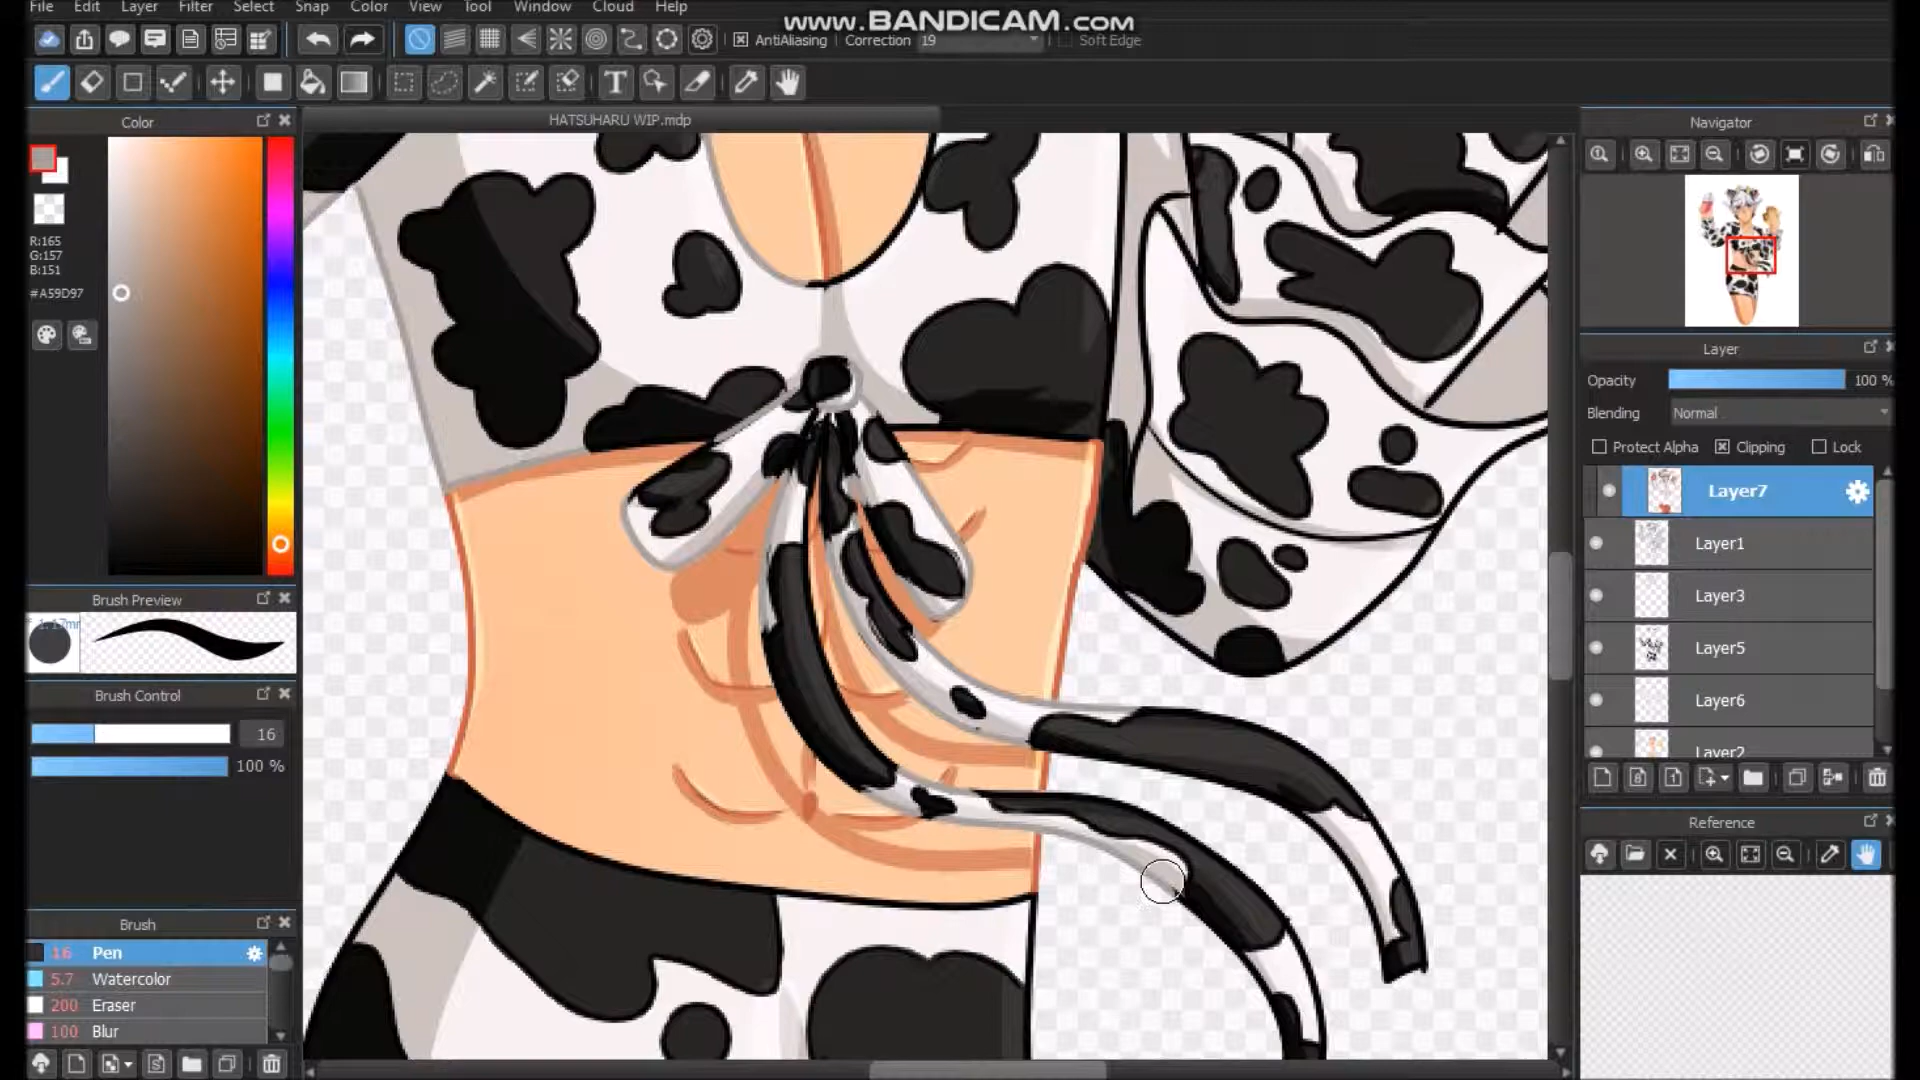 File Edit Layer Filter Select Snap Color View Tool Window Cloud Help
www.BANDICAM.com
AntiAliasing Correction 19 Soft Edge
T
Color
HATSUHARU WIP.mdp
Navigator
R:165
G:157
B:151
#A59D97
Layer
Opacity 100 %
Blending Normal
Protect Alpha Clipping Lock
Layer7
Layer1
Layer3
Layer5
Layer6
Layer2
Brush Preview
Brush Control
16
100 %
Reference
Brush
16 Pen
5.7 Watercolor
200 Eraser
100 Blur